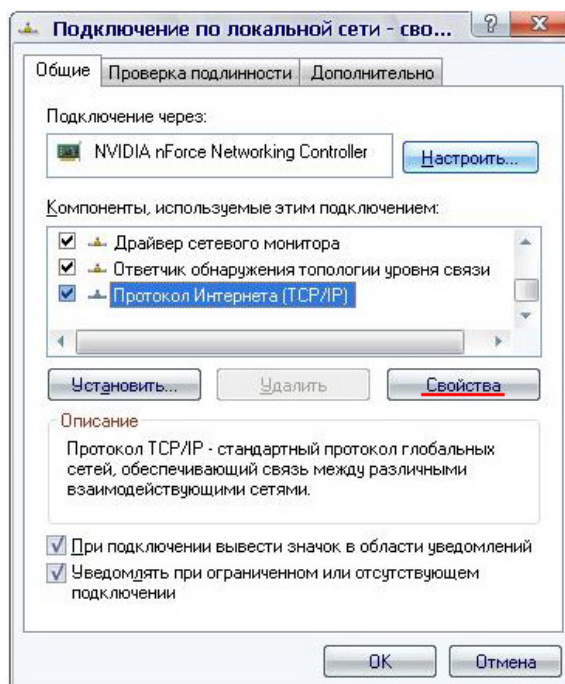 Подключение по локальной сети - сво...
Общие
Проверка подлинности
Дополнительно
Подключение через:
NVIDIA nForce Networking Controller
Настроить...
Компоненты, используемые этим подключением:
Драйвер сетевого монитора
Ответчик обнаружения топологии уровня связи
Протокол Интернета (TCP/IP)
Установить...
Удалить
Свойства
Описание
Протокол TCP/IP - стандартный протокол глобальных
сетей, обеспечивающий связь между различными
взаимодействующими сетями.
При подключении вывести значок в области уведомлений
Уведомлять при ограниченном или отсутствующем
подключении
OK
Отмена